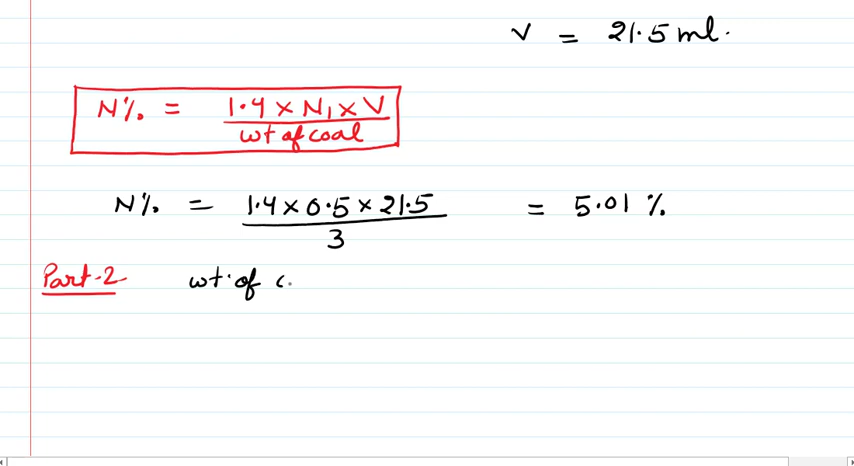 V = 21.5 ml.
N% = 1.4 × N₁ × V / wt of coal
N% = 1.4 × 0.5 × 21.5 / 3 = 5.01 %
Part-2 wt. of c